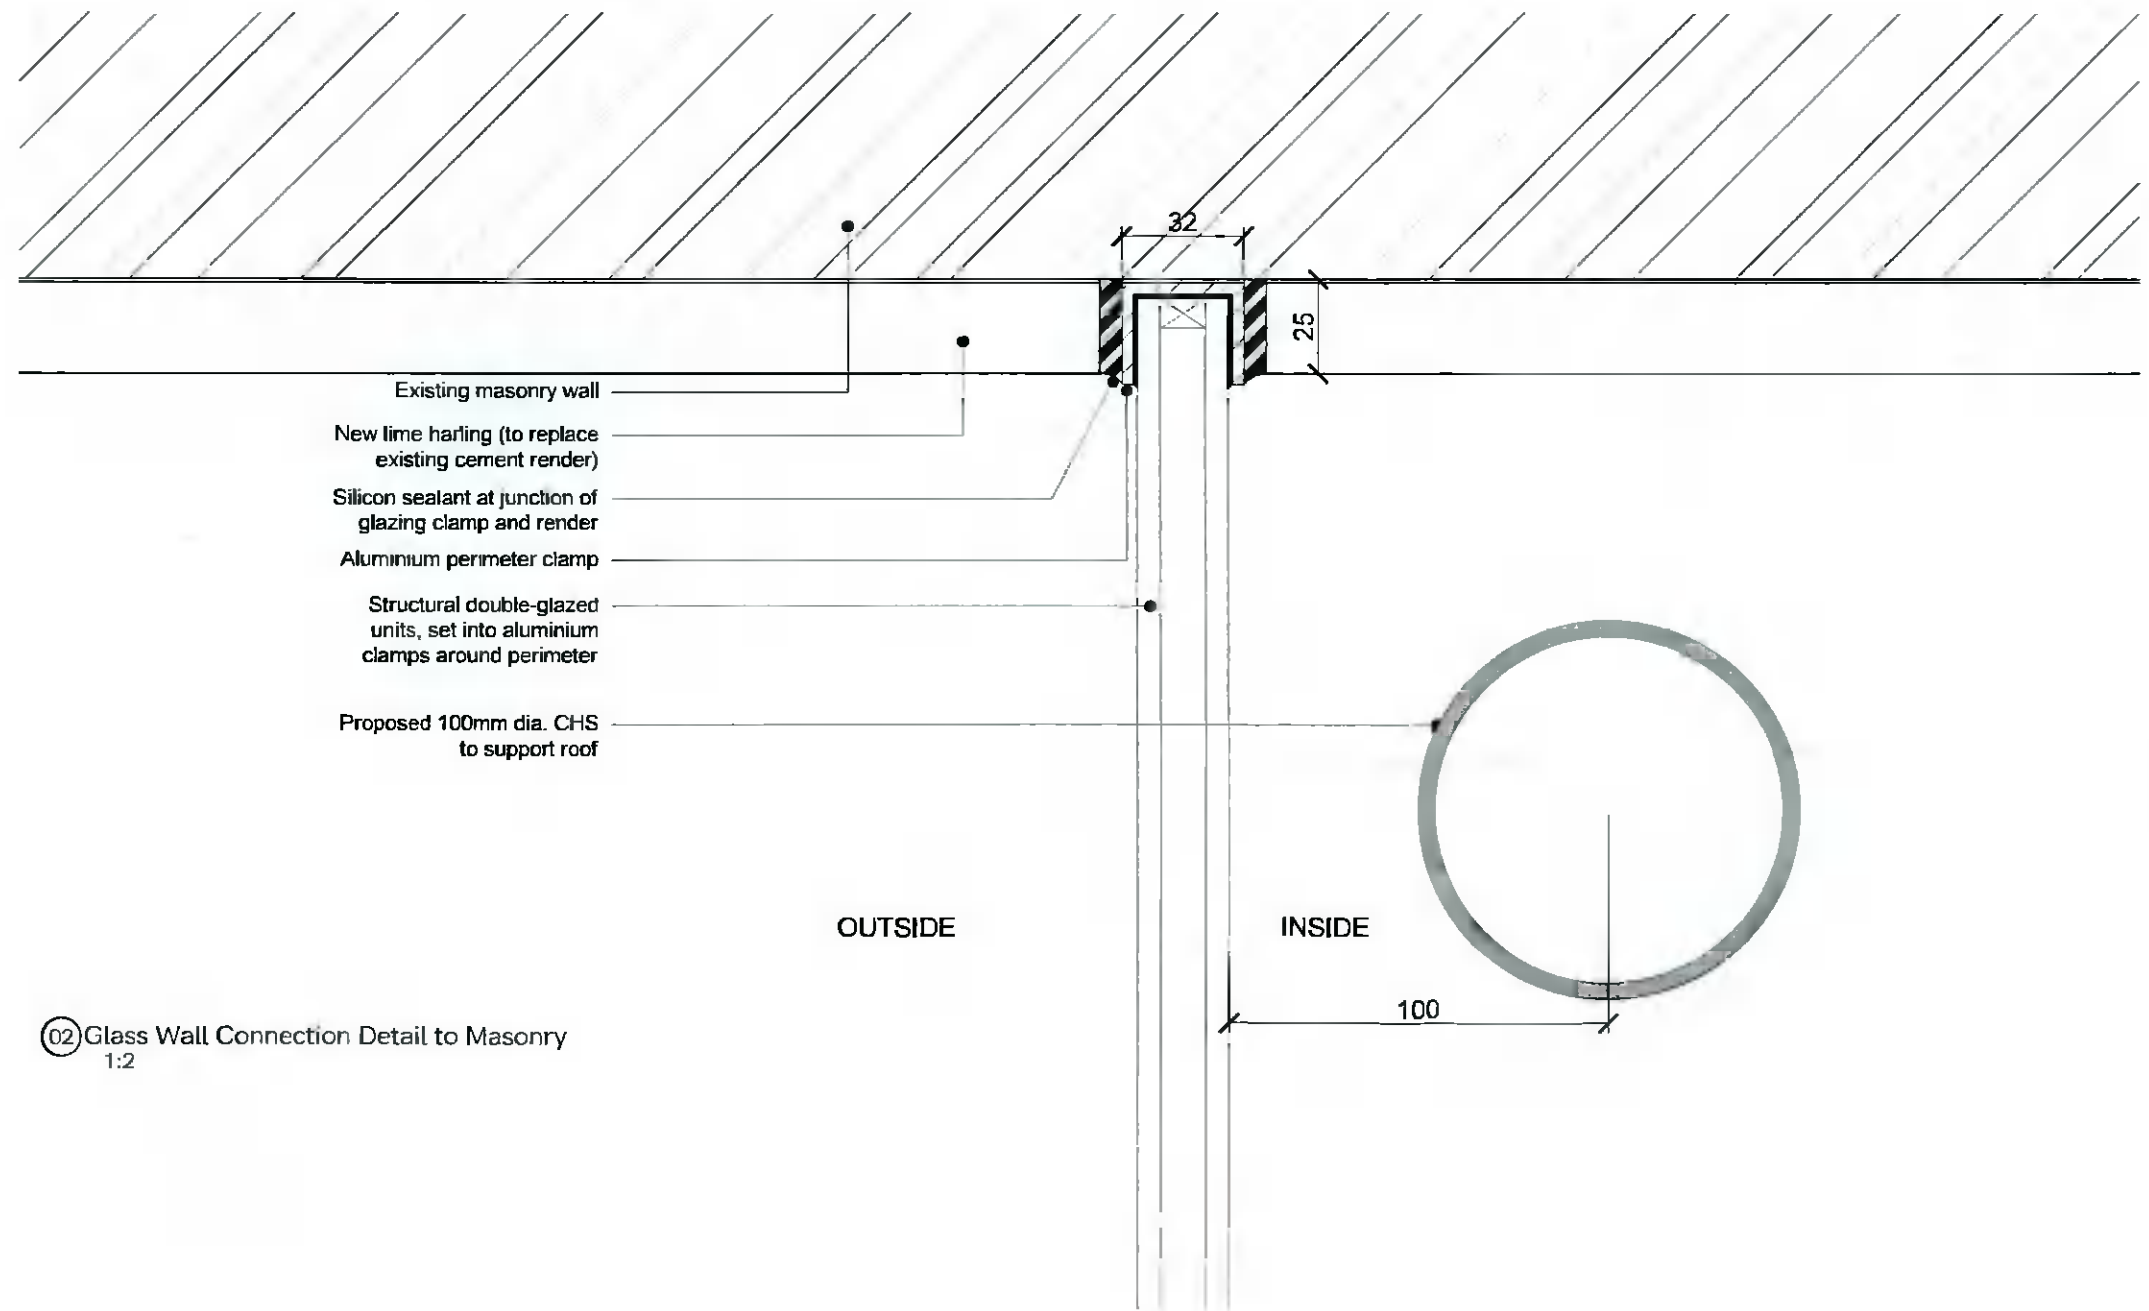 32
25
Existing masonry wall
New lime harling (to replace
existing cement render)
Silicon sealant at junction of
glazing clamp and render
Aluminium perimeter clamp
Structural double-glazed
units, set into aluminium
clamps around perimeter
Proposed 100mm dia. CHS
to support roof
OUTSIDE
INSIDE
100
02 Glass Wall Connection Detail to Masonry
1:2